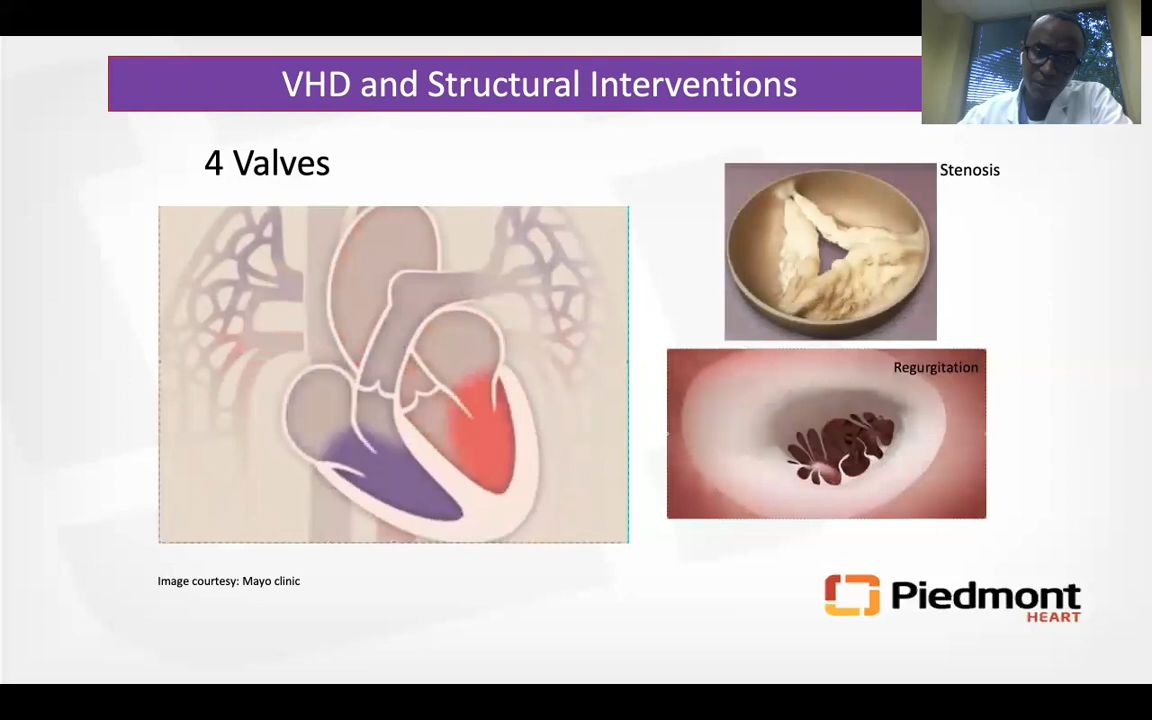 VHD and Structural Interventions
4 Valves
Stenosis
Regurgitation
Image courtesy: Mayo clinic
Piedmont
HEART